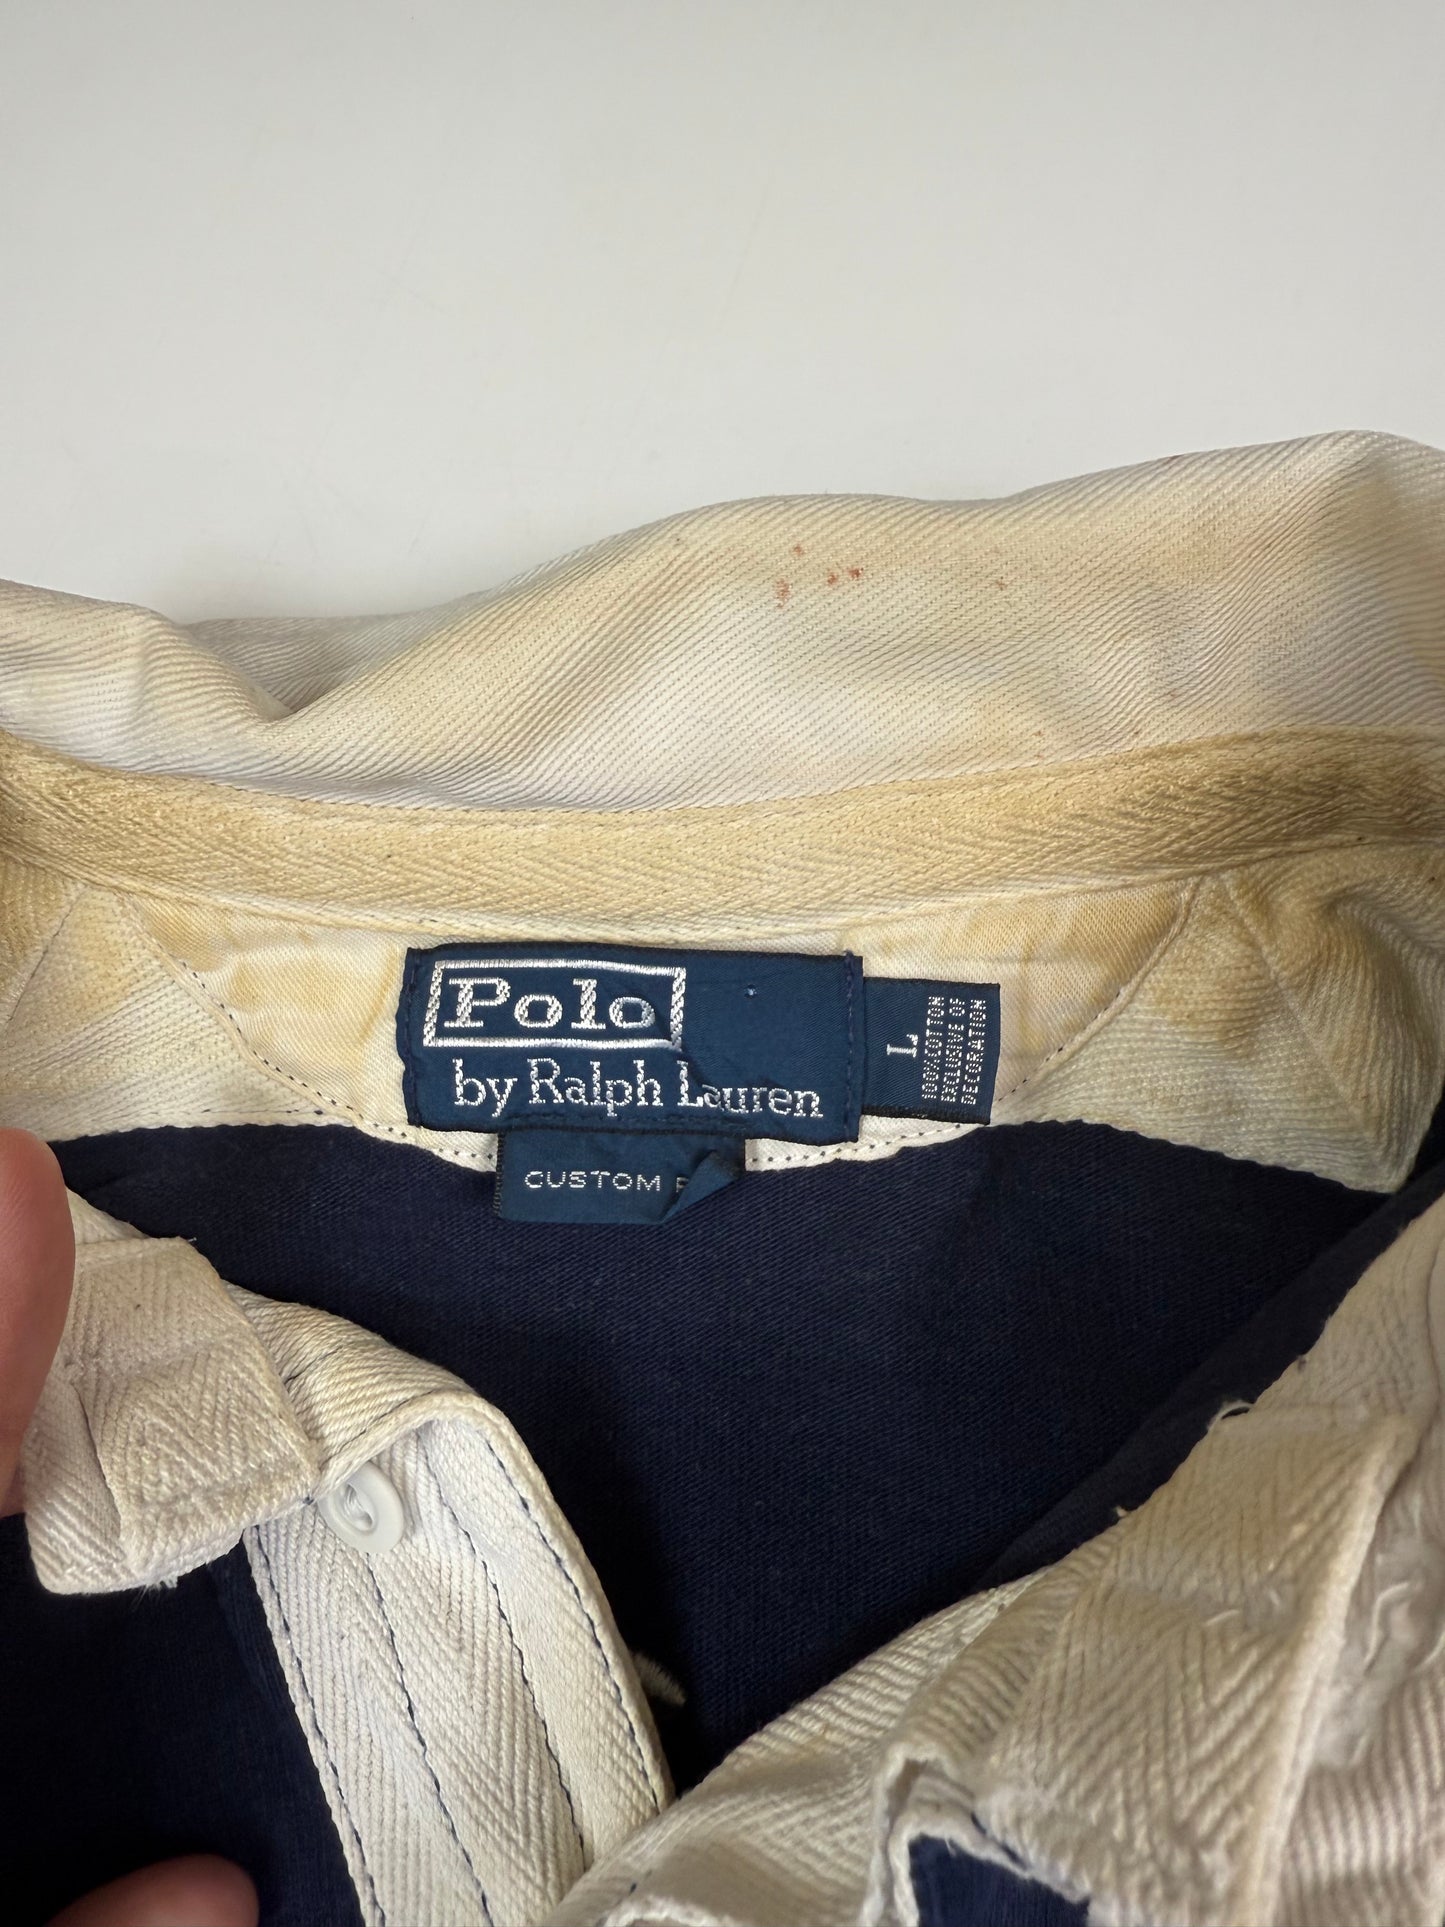 Polo
by Ralph Lauren
CUSTOM
L
100% COTTON
EXCLUSIVE OF
DECORATION